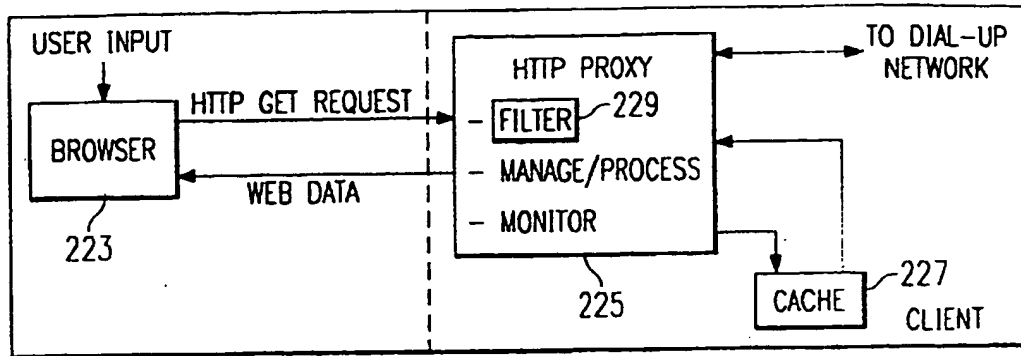 USER INPUT
BROWSER
223
HTTP GET REQUEST
WEB DATA
HTTP PROXY
- FILTER
229
- MANAGE/PROCESS
- MONITOR
225
TO DIAL-UP
NETWORK
CACHE
227
CLIENT